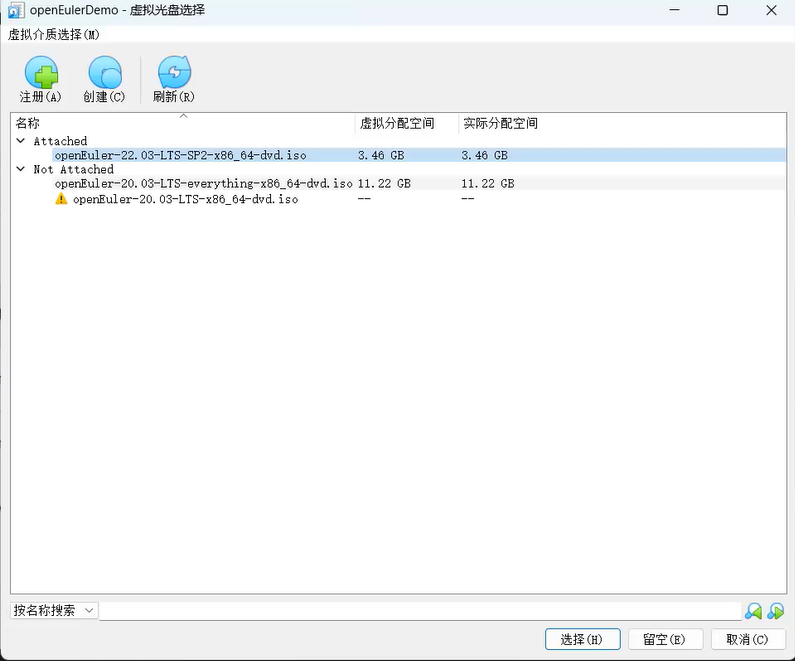 openEulerDemo - 虚拟光盘选择
虚拟介质选择(M)
注册(A) 创建(C) 刷新(R)
名称 虚拟分配空间 实际分配空间
Attached
openEuler-22.03-LTS-SP2-x86_64-dvd.iso 3.46 GB 3.46 GB
Not Attached
openEuler-20.03-LTS-everything-x86_64-dvd.iso 11.22 GB 11.22 GB
openEuler-20.03-LTS-x86_64-dvd.iso -- --
按名称搜索
选择(H) 留空(E) 取消(C)